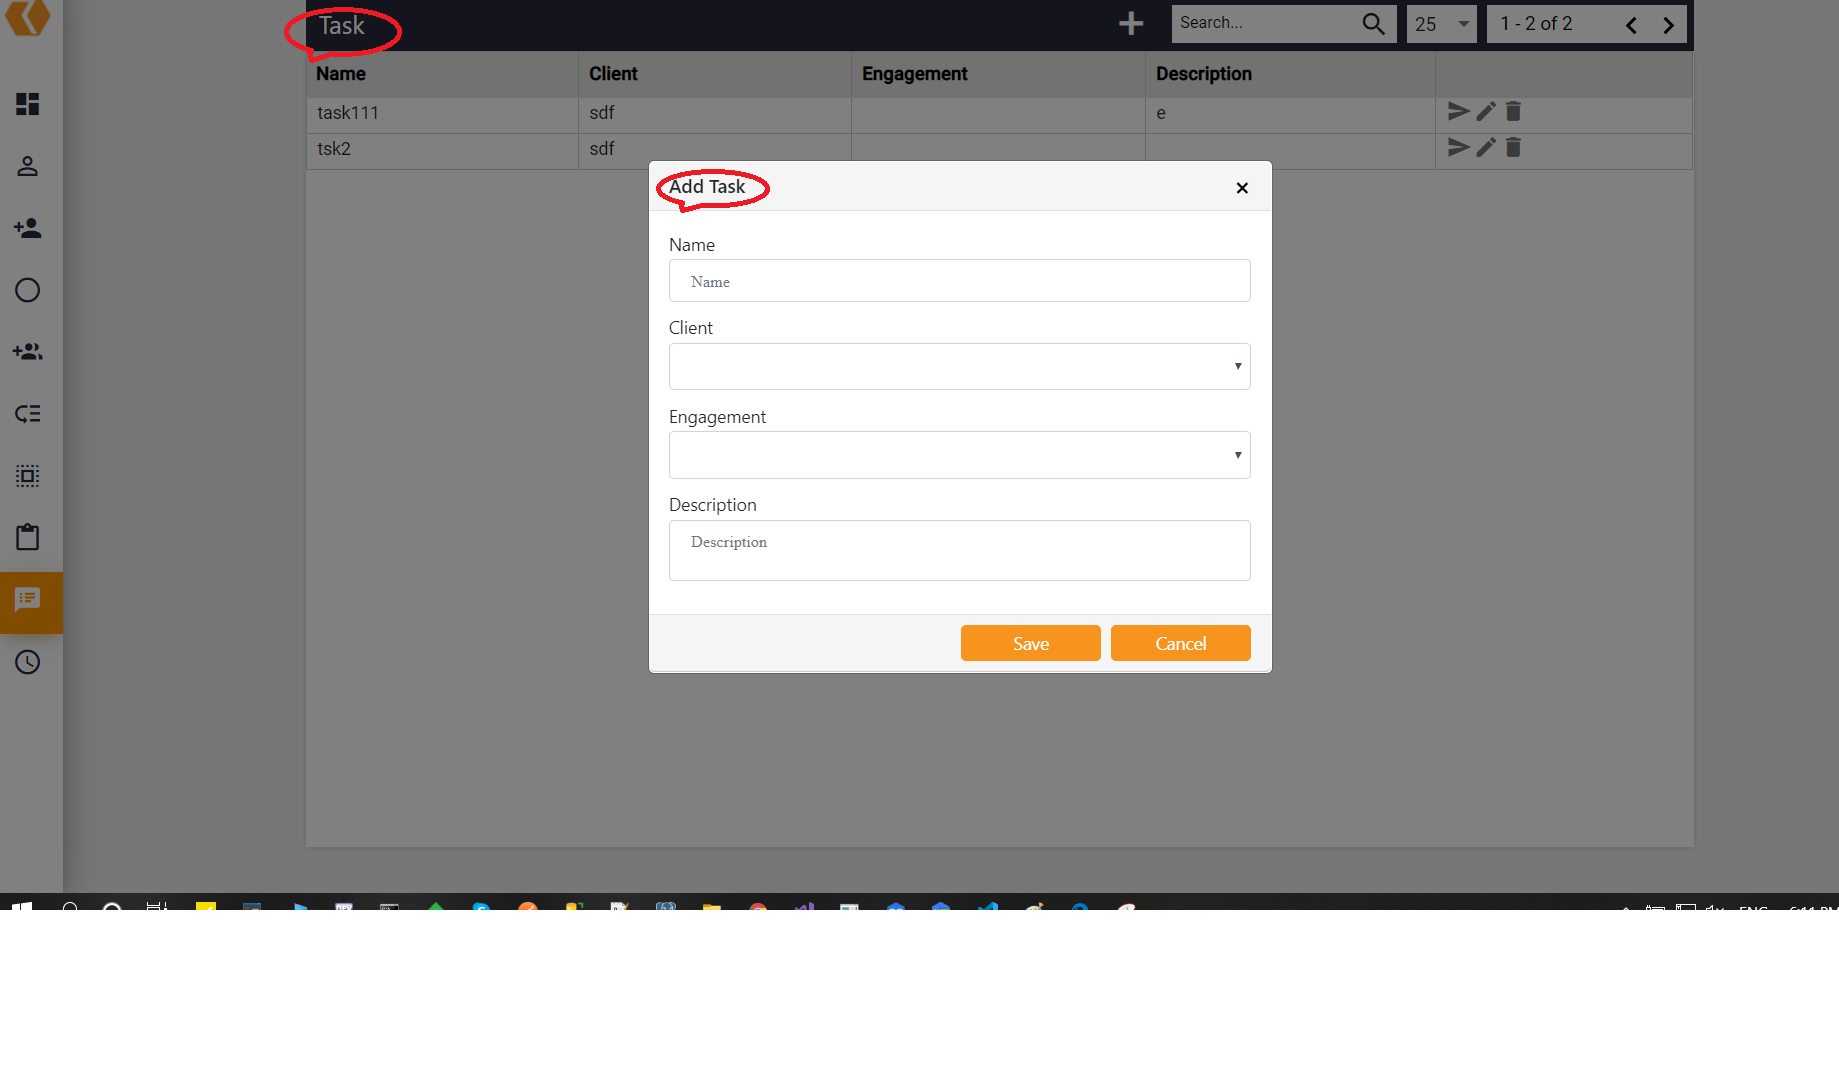 Task
Search...
25
1 - 2 of 2
Name Client Engagement Description
task111 sdf e
tsk2 sdf
Add Task
Name
Name
Client
Engagement
Description
Description
Save Cancel